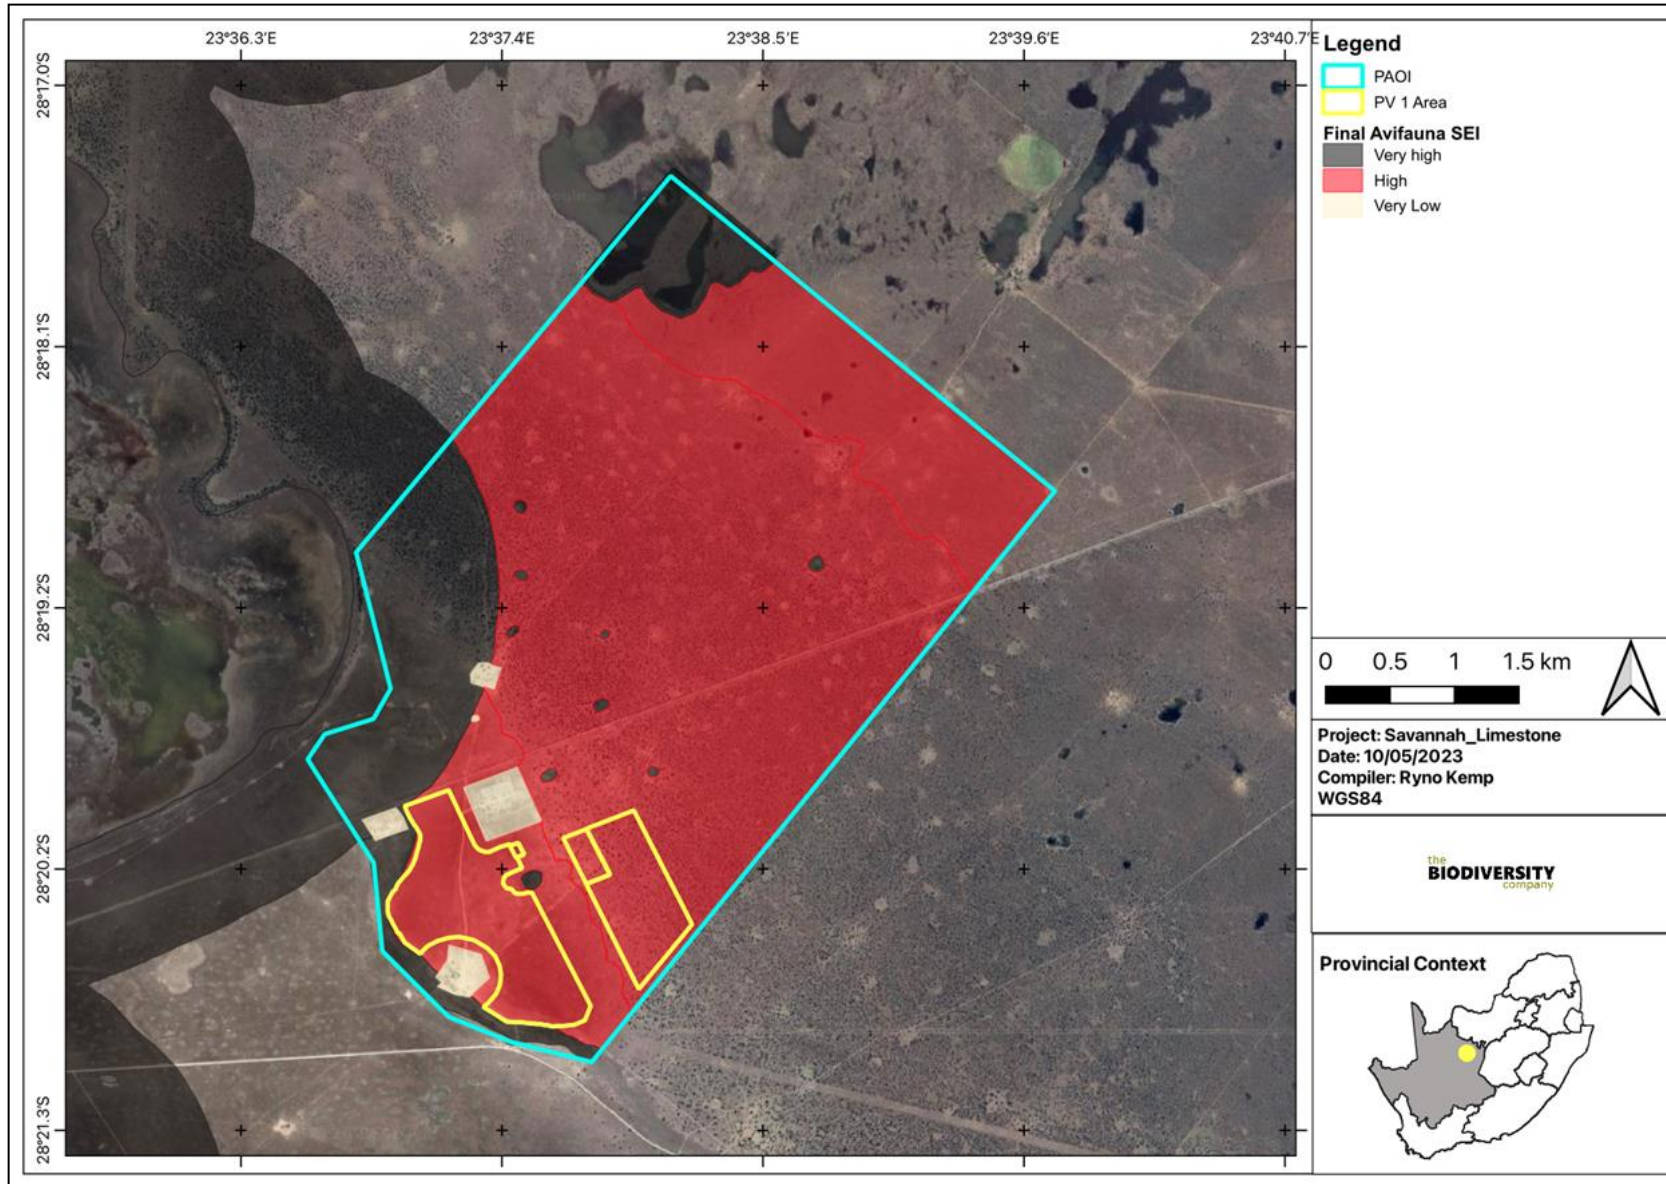 23°36.3'E 23°37.4'E 23°38.5'E 23°39.6'E 23°40.7'E
28°17.0'S
28°18.1'S
28°19.2'S
28°20.2'S
28°21.3'S
Legend
PAOI
PV 1 Area
Final Avifauna SEI
Very high
High
Very Low
0 0.5 1 1.5 km
Project: Savannah_Limestone
Date: 10/05/2023
Compiler: Ryno Kemp
WGS84
the
BIODIVERSITY
company
Provincial Context